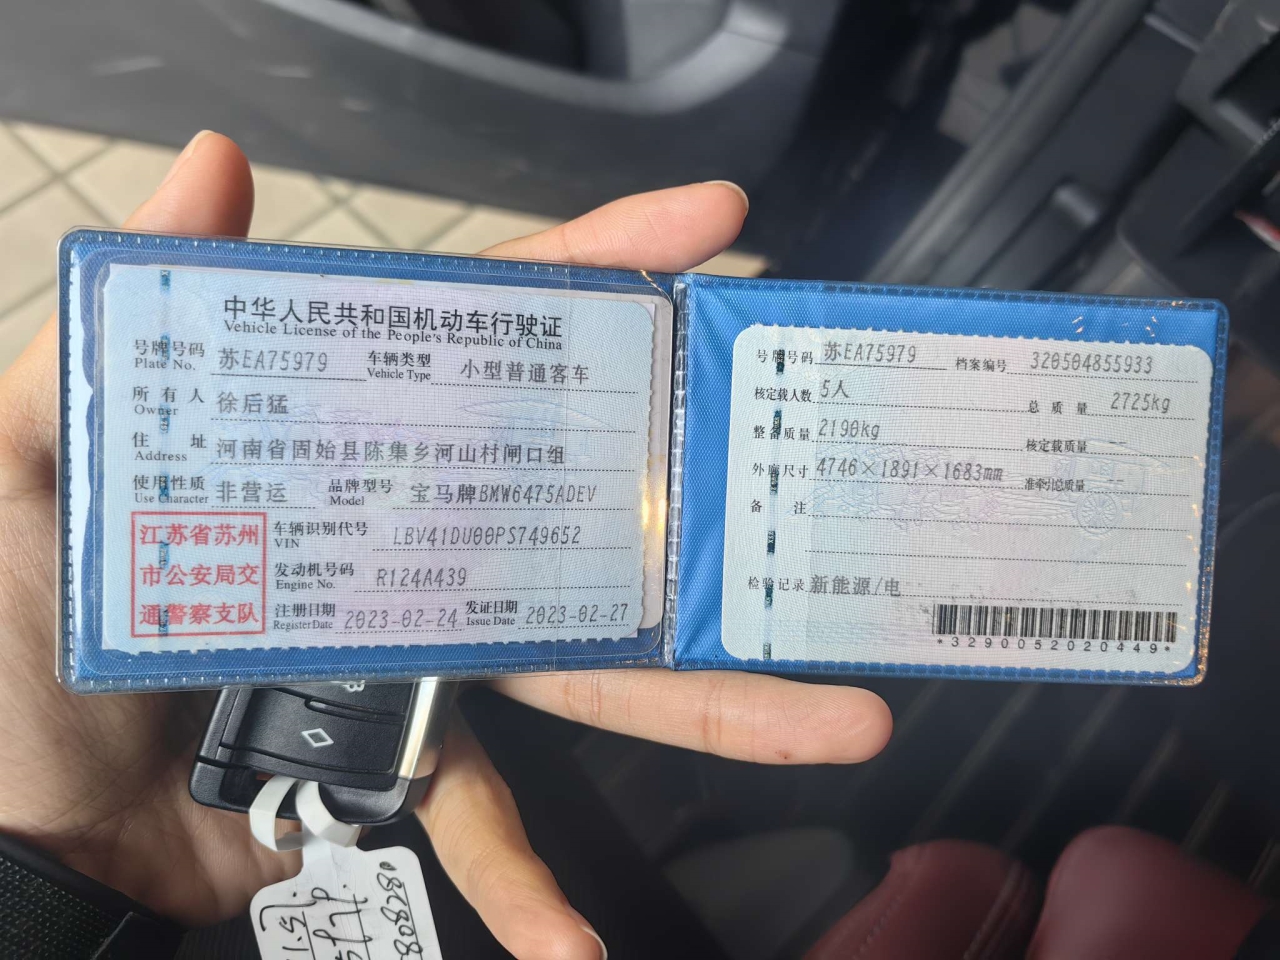 中华人民共和国机动车行驶证
Vehicle License of the People's Republic of China
号牌号码 苏EA75979 车辆类型 小型普通客车
Plate No. Vehicle Type
所有人 徐后猛
Owner
住址 河南省固始县陈集乡河山村闸口组
Address
使用性质 非营运 品牌型号 宝马牌BMW6475ADEV
Use Character Model
江苏省苏州
市公安局交
通警察支队
车辆识别代号 LBV41DU00PS749652
VIN
发动机号码 R124A439
Engine No.
注册日期 2023-02-24 发证日期 2023-02-27
Register Date Issue Date
号牌号码 苏EA75979 档案编号 320504855933
核定载人数 5人 总质量 2725kg
整备质量 2190kg 核定载质量 --
外廓尺寸 4746×1891×1683mm 准牵引总质量 --
备注
检验记录 新能源/电
*3290052020449*